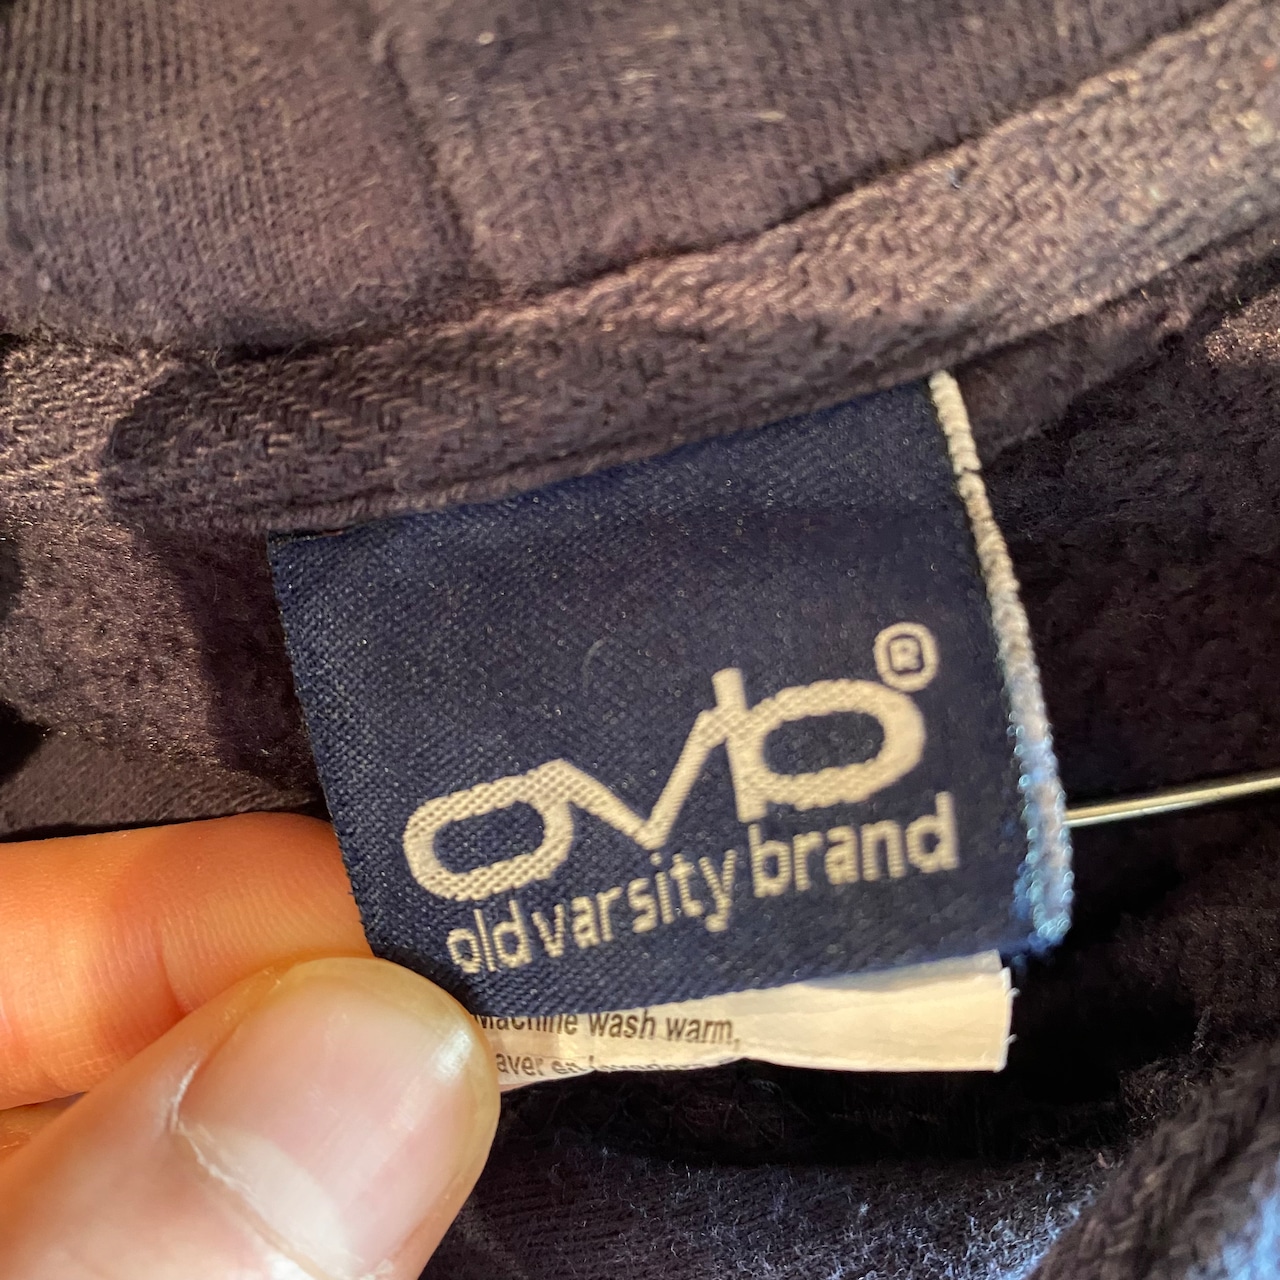 ovb®
old varsity brand
Machine wash warm,